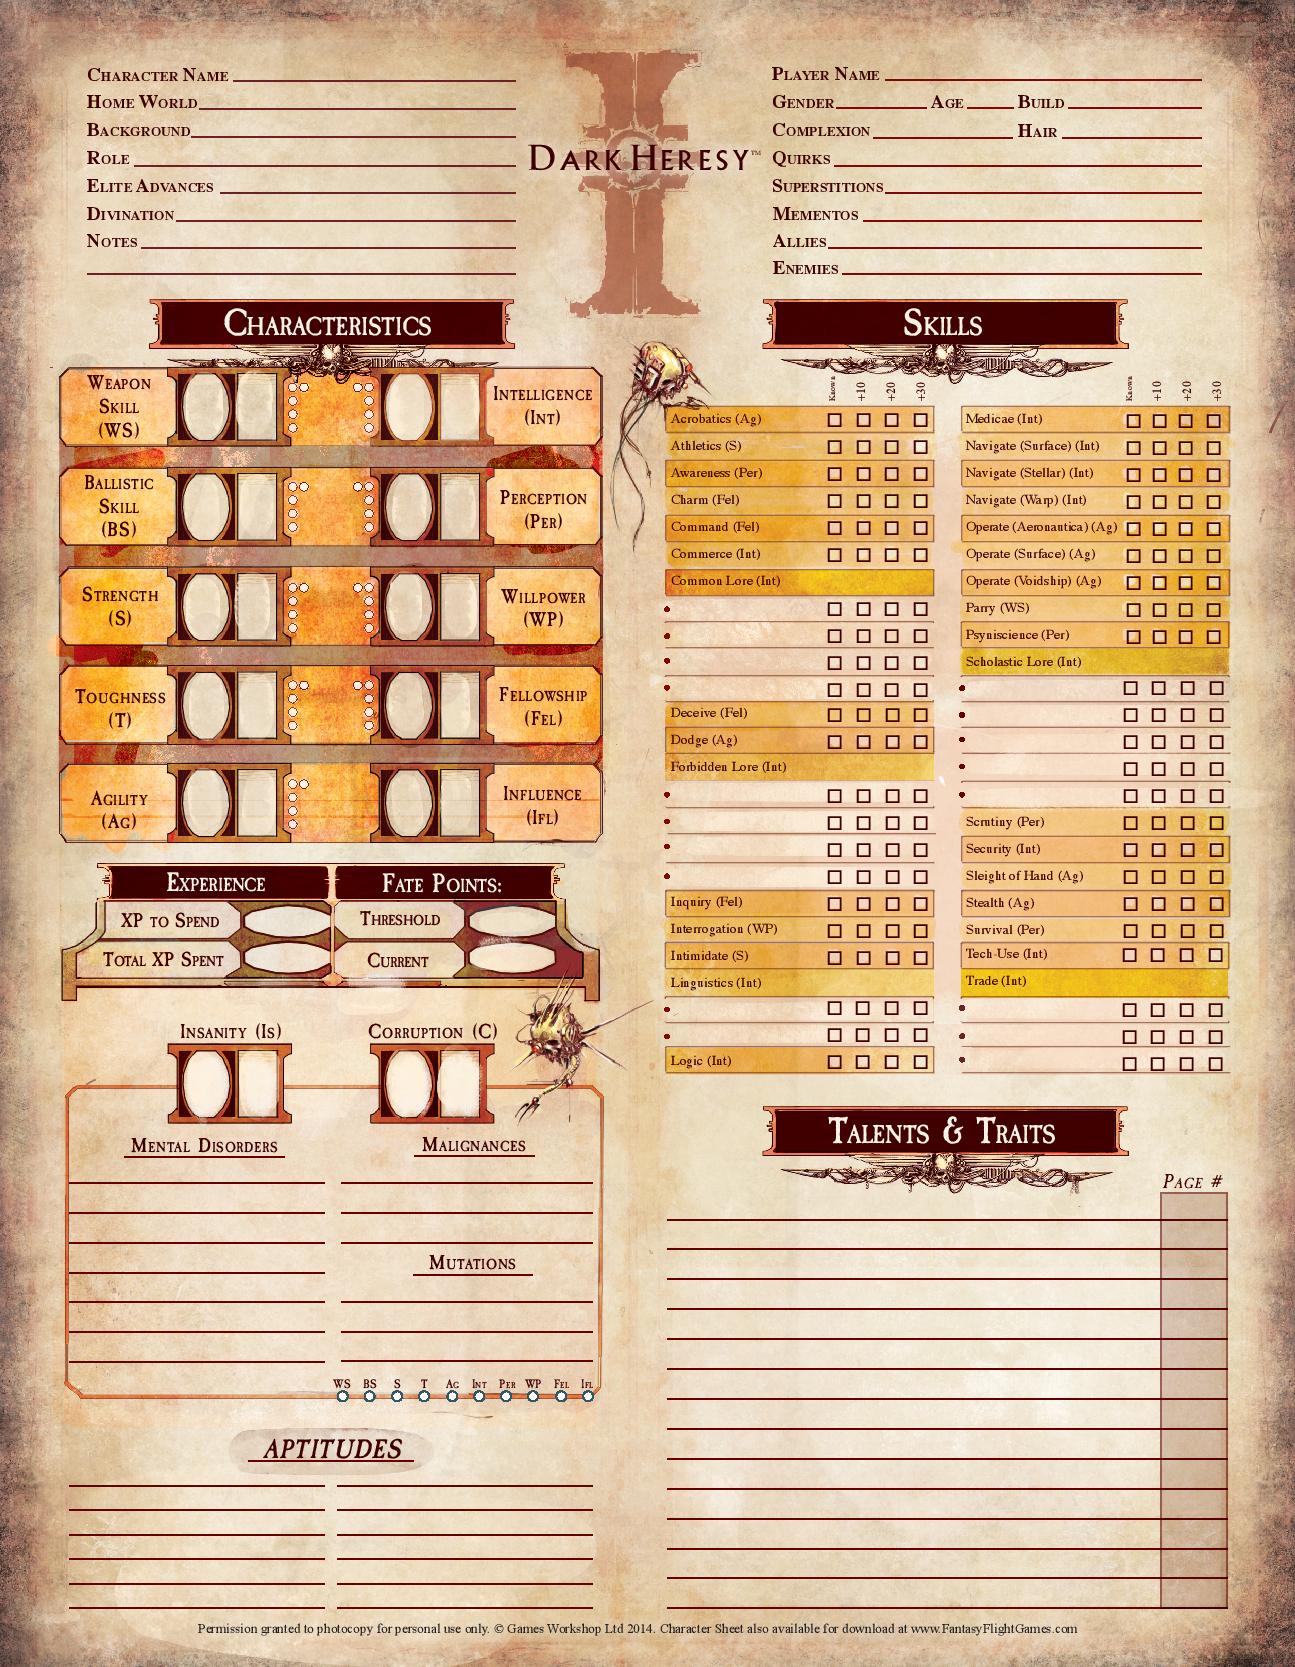 Character Name
Home World
Background
Role
Elite Advances
Divination
Notes
Dark Heresy™
Player Name
Gender Age Build
Complexion Hair
Quirks
Superstitions
Mementos
Allies
Enemies
Characteristics
Weapon
Skill
(WS)
Intelligence
(Int)
Ballistic
Skill
(BS)
Perception
(Per)
Strength
(S)
Willpower
(WP)
Toughness
(T)
Fellowship
(Fel)
Agility
(Ag)
Influence
(Ifl)
Experience
XP to Spend
Total XP Spent
Fate Points:
Threshold
Current
Insanity (Is)
Corruption (C)
Mental Disorders
Malignances
Mutations
WS BS S T Ag Int Per WP Fel Ifl
APTITUDES
Skills
Known +10 +20 +30
Acrobatics (Ag)
Athletics (S)
Awareness (Per)
Charm (Fel)
Command (Fel)
Commerce (Int)
Common Lore (Int)
Deceive (Fel)
Dodge (Ag)
Forbidden Lore (Int)
Inquiry (Fel)
Interrogation (WP)
Intimidate (S)
Linguistics (Int)
Logic (Int)
Known +10 +20 +30
Medicae (Int)
Navigate (Surface) (Int)
Navigate (Stellar) (Int)
Navigate (Warp) (Int)
Operate (Aeronautica) (Ag)
Operate (Surface) (Ag)
Operate (Voidship) (Ag)
Parry (WS)
Psyniscience (Per)
Scholastic Lore (Int)
Scrutiny (Per)
Security (Int)
Sleight of Hand (Ag)
Stealth (Ag)
Survival (Per)
Tech-Use (Int)
Trade (Int)
Talents & Traits
Page #
Permission granted to photocopy for personal use only. © Games Workshop Ltd 2014. Character Sheet also available for download at www.FantasyFlightGames.com